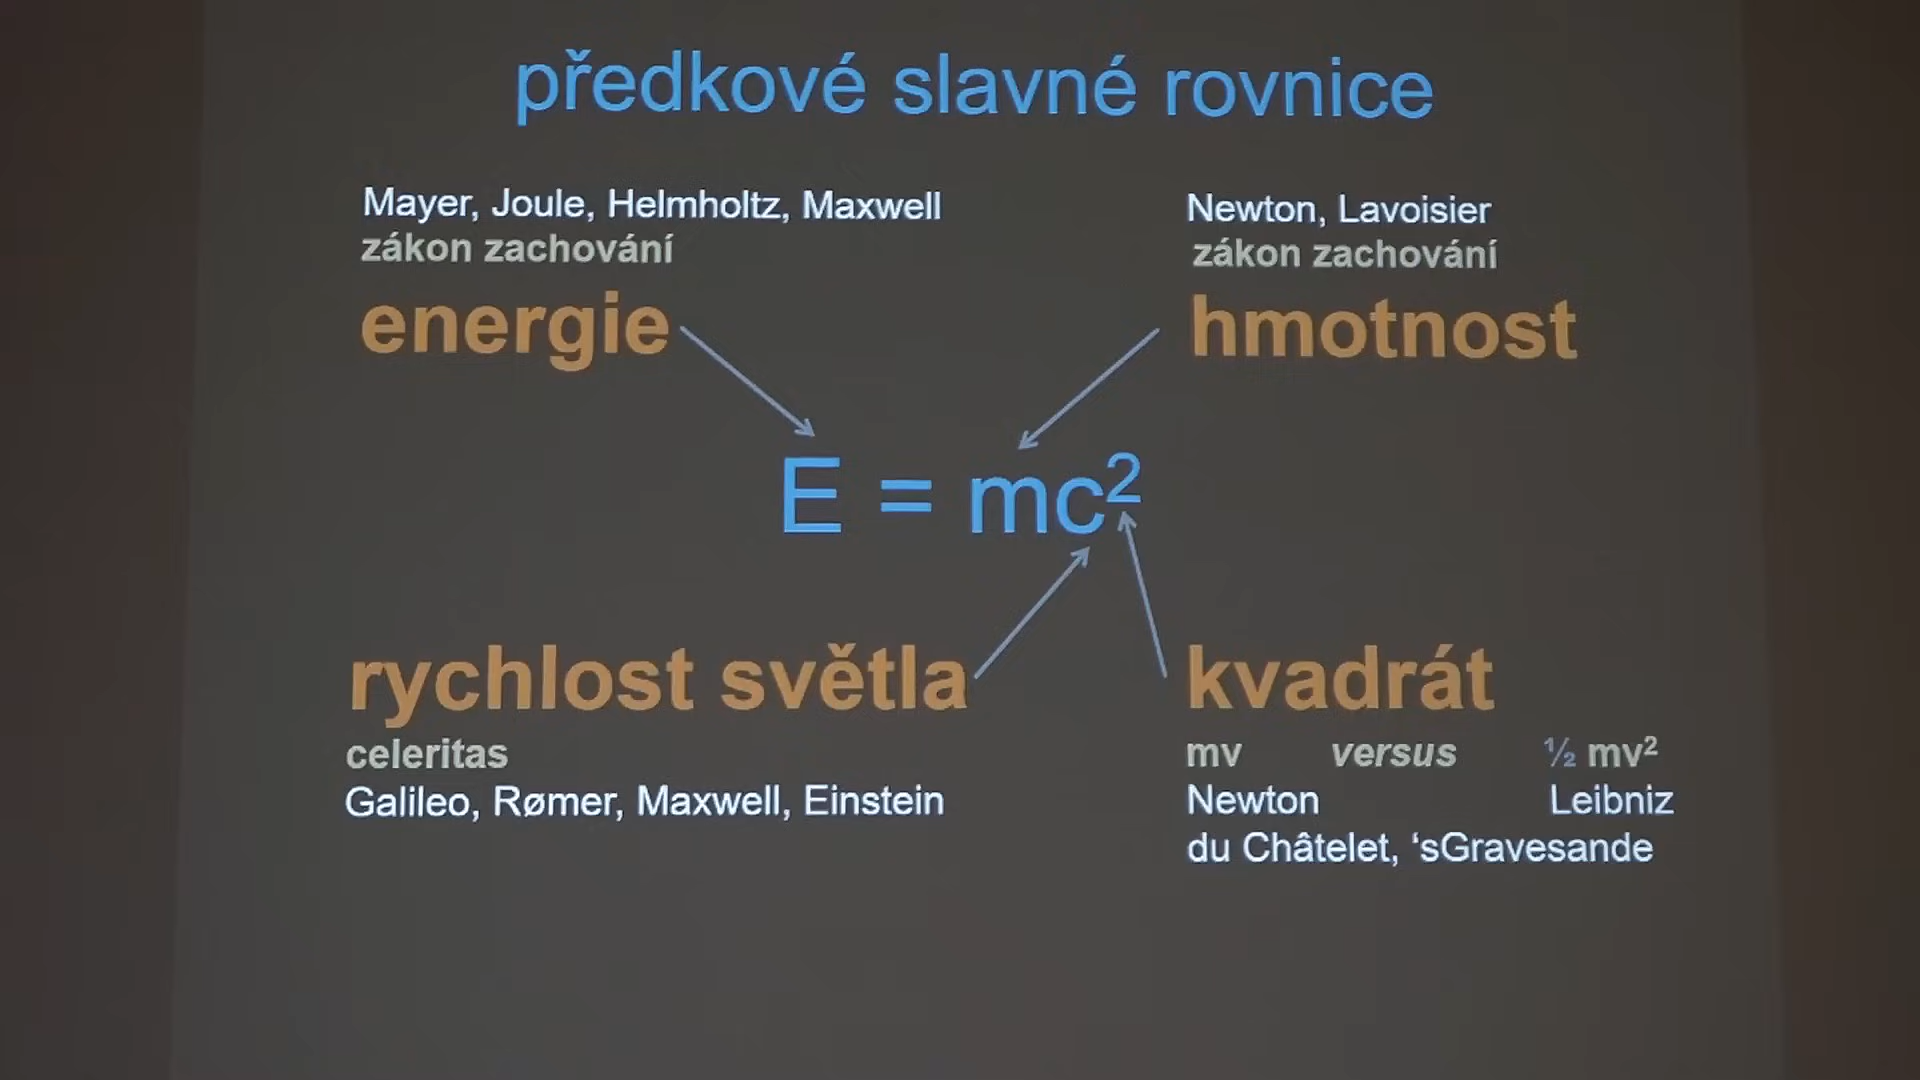 předkové slavné rovnice
Mayer, Joule, Helmholtz, Maxwell
zákon zachování
energie
Newton, Lavoisier
zákon zachování
hmotnost
E = mc²
rychlost světla
celeritas
Galileo, Rømer, Maxwell, Einstein
kvadrát
mv versus ½ mv²
Newton Leibniz
du Châtelet, ‘sGravesande